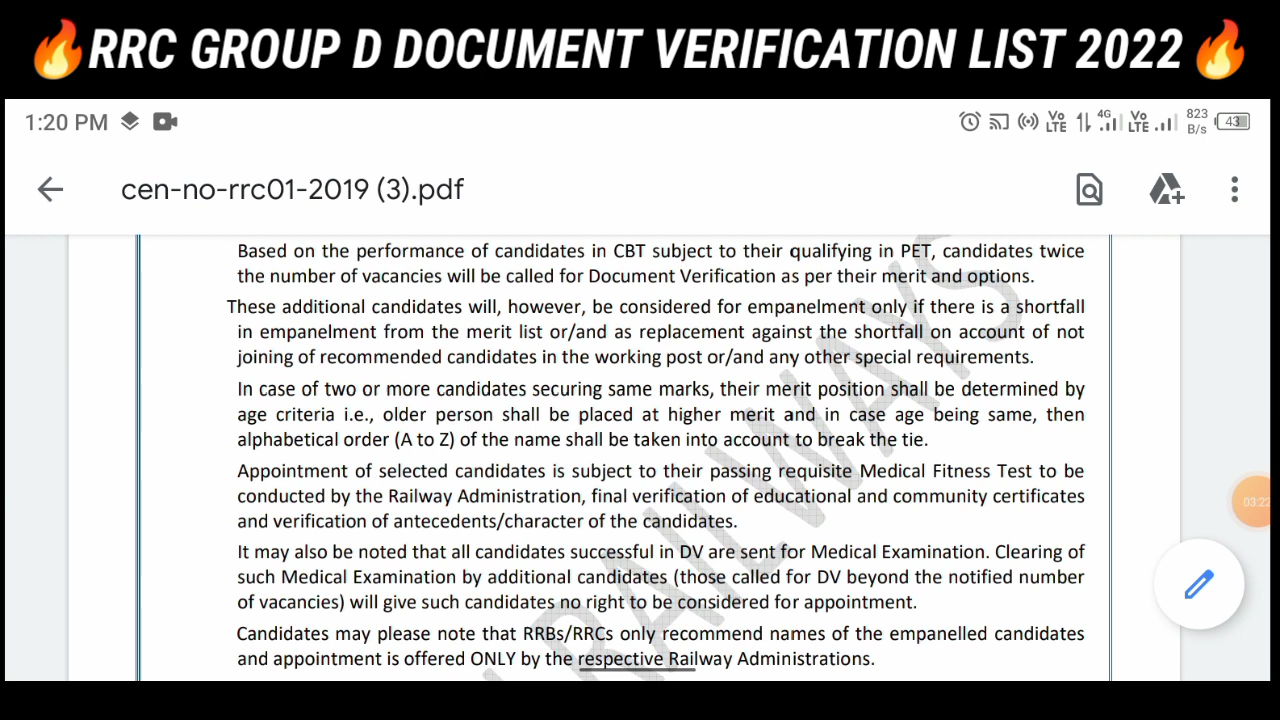 🔥RRC GROUP D DOCUMENT VERIFICATION LIST 2022🔥
1:20 PM
Vo LTE 4G Vo LTE 823 B/s 43
cen-no-rrc01-2019 (3).pdf
Based on the performance of candidates in CBT subject to their qualifying in PET, candidates twice
the number of vacancies will be called for Document Verification as per their merit and options.
These additional candidates will, however, be considered for empanelment only if there is a shortfall
in empanelment from the merit list or/and as replacement against the shortfall on account of not
joining of recommended candidates in the working post or/and any other special requirements.
In case of two or more candidates securing same marks, their merit position shall be determined by
age criteria i.e., older person shall be placed at higher merit and in case age being same, then
alphabetical order (A to Z) of the name shall be taken into account to break the tie.
Appointment of selected candidates is subject to their passing requisite Medical Fitness Test to be
conducted by the Railway Administration, final verification of educational and community certificates
and verification of antecedents/character of the candidates.
03:22
It may also be noted that all candidates successful in DV are sent for Medical Examination. Clearing of
such Medical Examination by additional candidates (those called for DV beyond the notified number
of vacancies) will give such candidates no right to be considered for appointment.
Candidates may please note that RRBs/RRCs only recommend names of the empanelled candidates
and appointment is offered ONLY by the respective Railway Administrations.
RAILWAYS